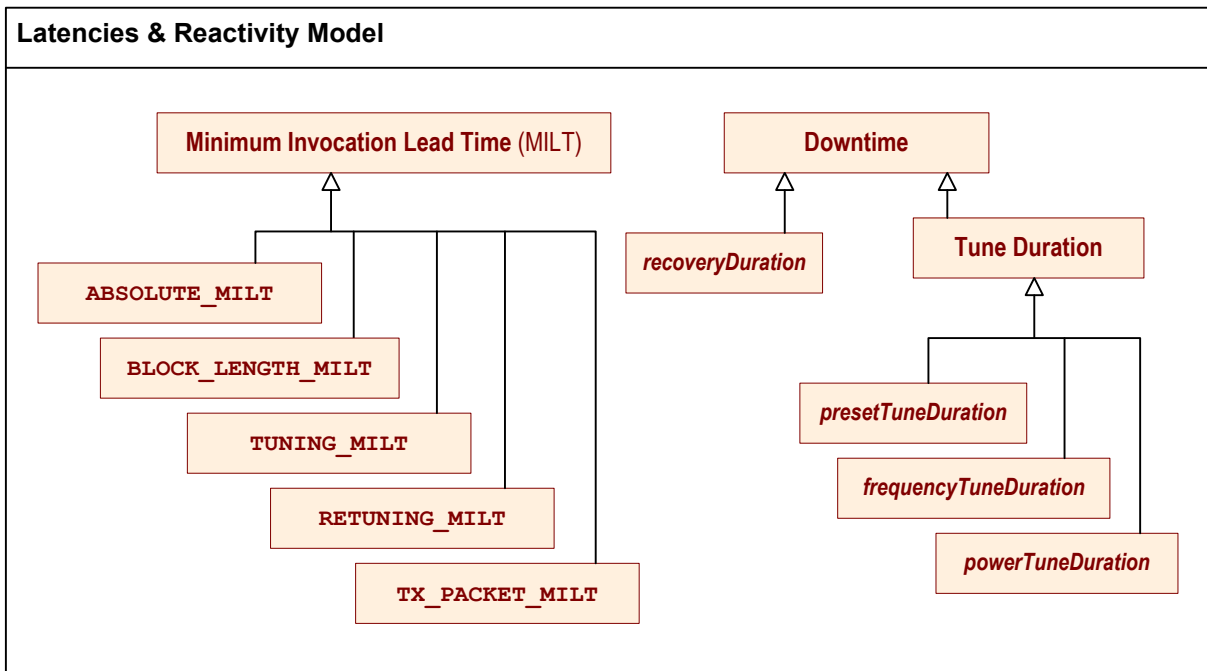 Latencies & Reactivity Model
Minimum Invocation Lead Time (MILT)
ABSOLUTE_MILT
BLOCK_LENGTH_MILT
TUNING_MILT
RETUNING_MILT
TX_PACKET_MILT
Downtime
recoveryDuration
Tune Duration
presetTuneDuration
frequencyTuneDuration
powerTuneDuration